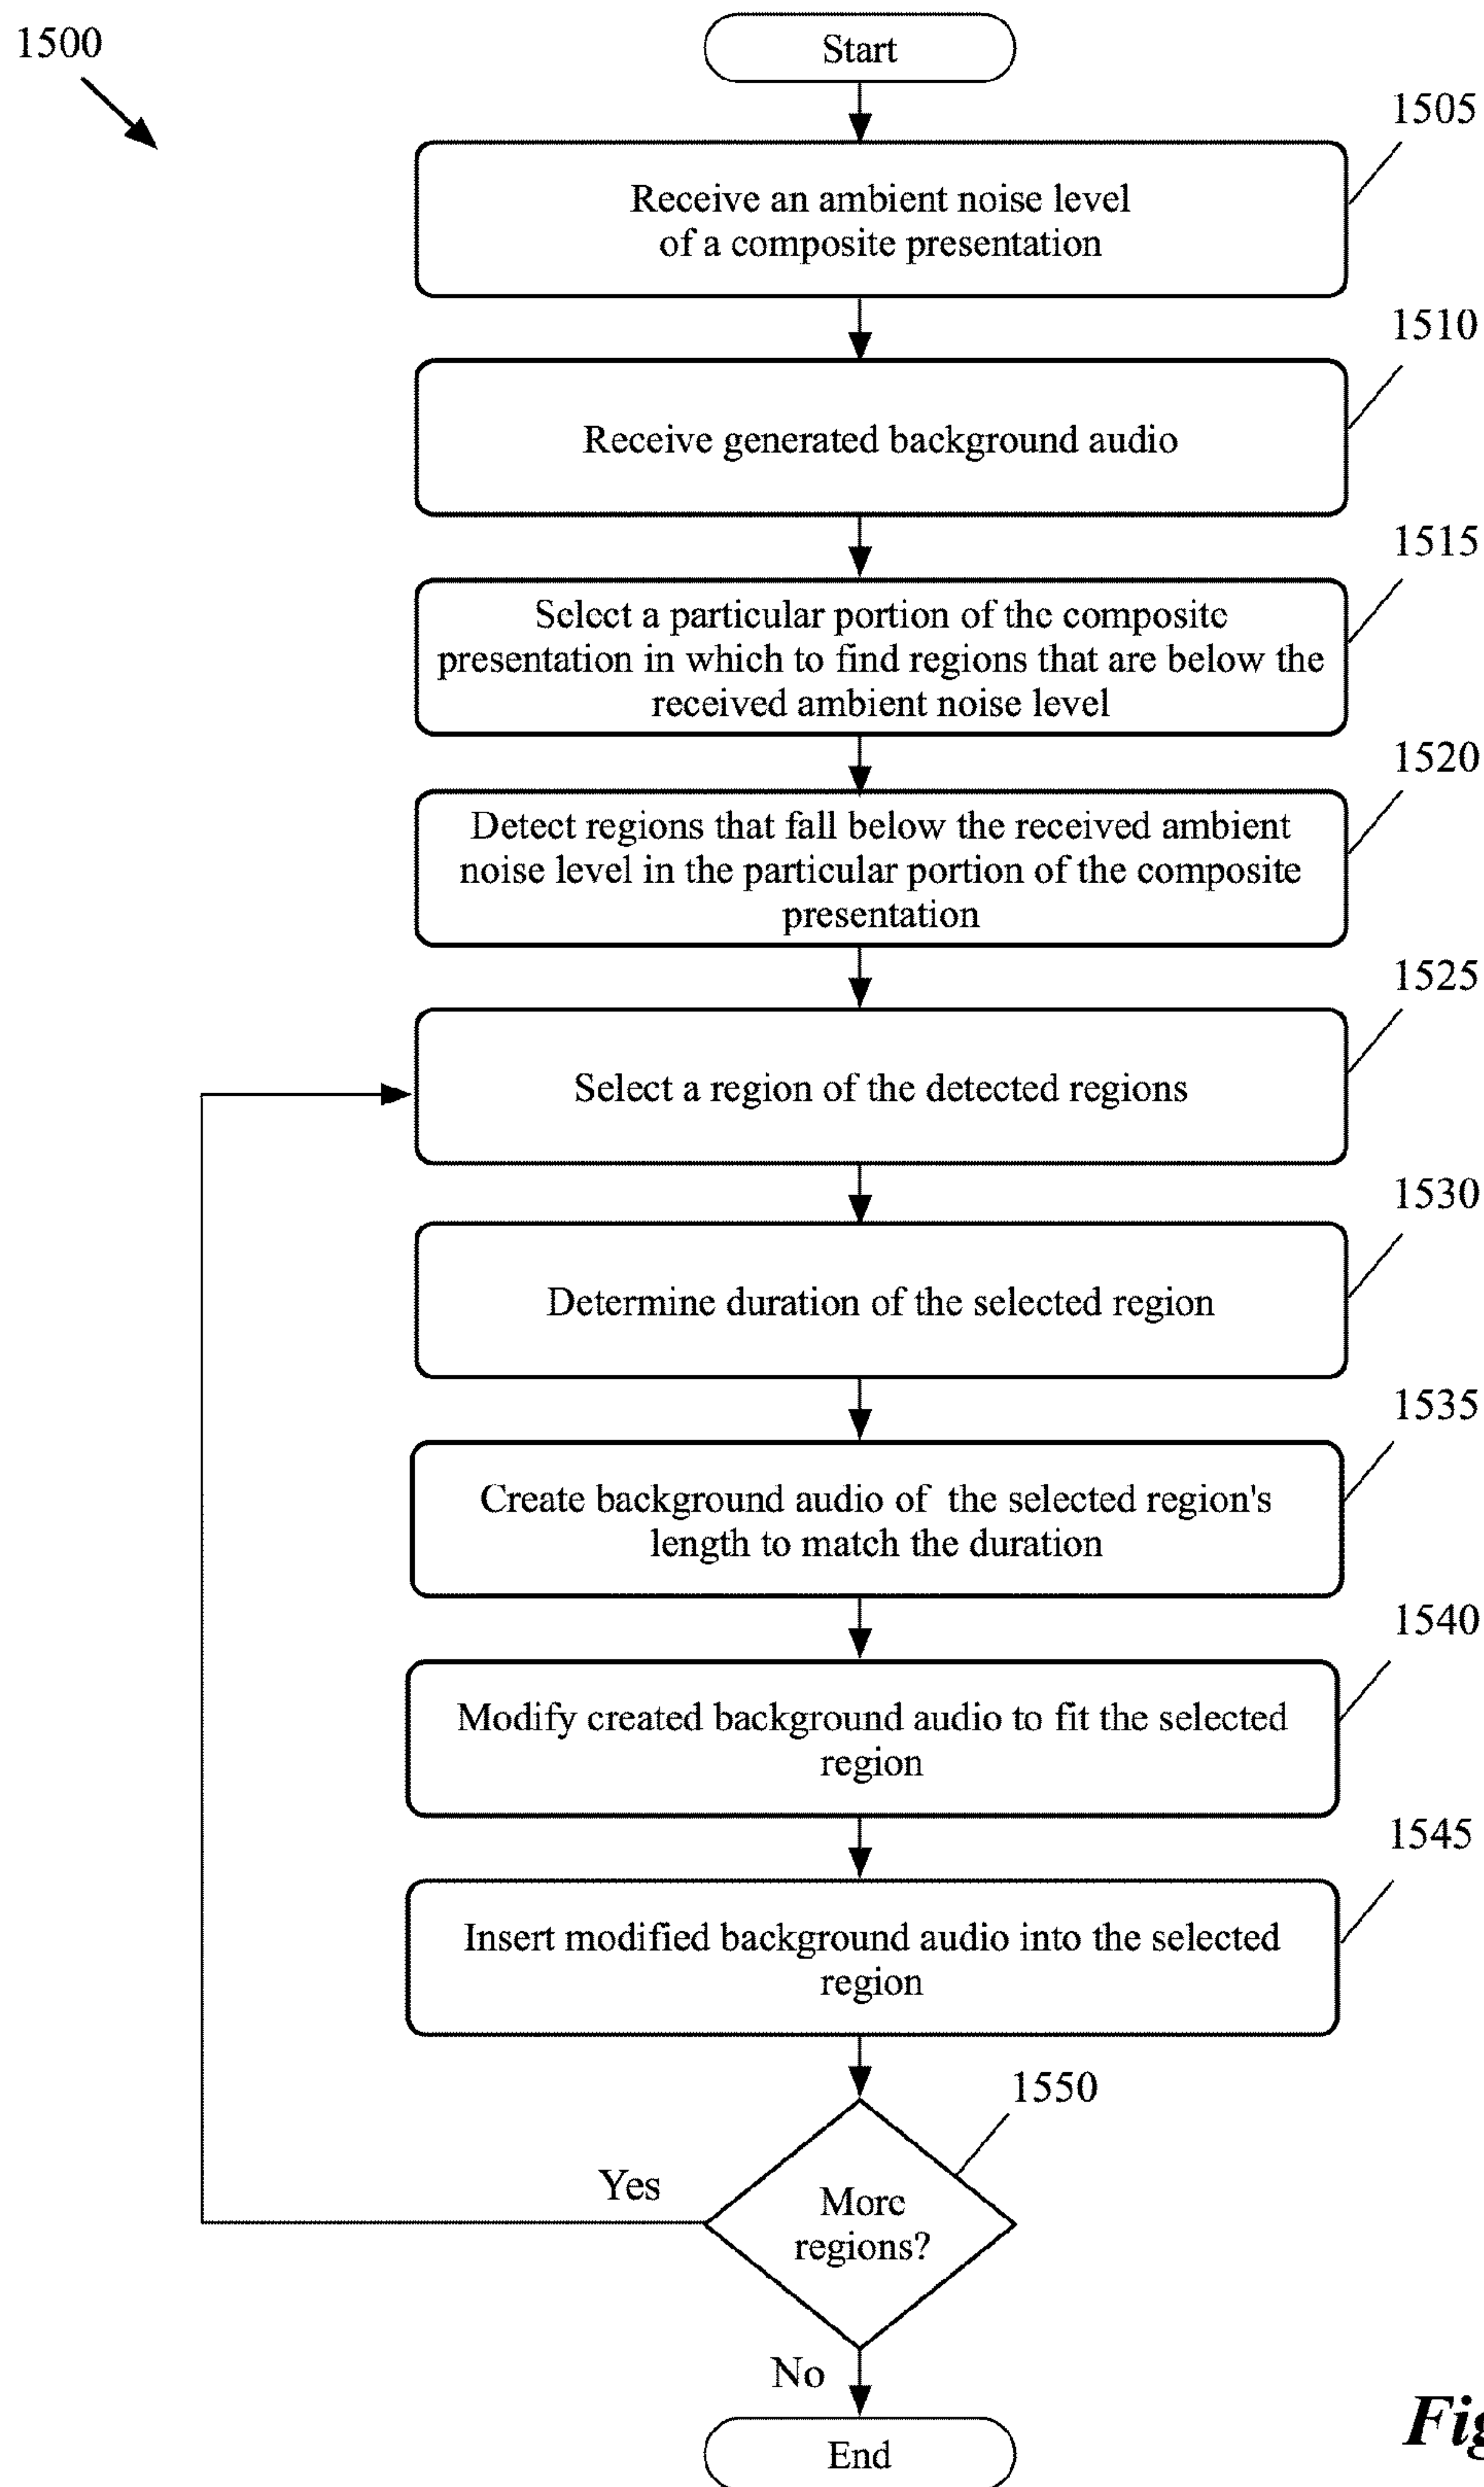 1500
Start
1505
Receive an ambient noise level
of a composite presentation
1510
Receive generated background audio
1515
Select a particular portion of the composite
presentation in which to find regions that are below the
received ambient noise level
1520
Detect regions that fall below the received ambient
noise level in the particular portion of the composite
presentation
1525
Select a region of the detected regions
1530
Determine duration of the selected region
1535
Create background audio of the selected region's
length to match the duration
1540
Modify created background audio to fit the selected
region
1545
Insert modified background audio into the selected
region
1550
Yes
More
regions?
No
End
Fig